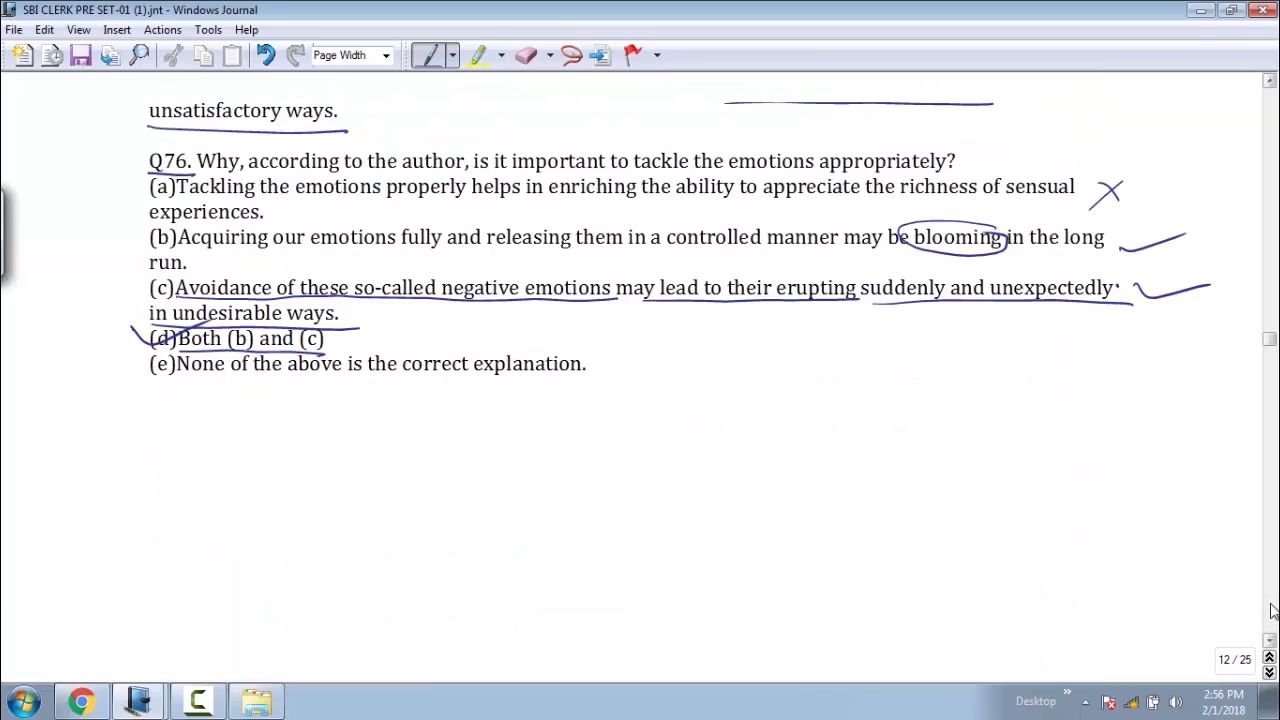 SBI CLERK PRE SET-01 (1).jnt - Windows Journal
File Edit View Insert Actions Tools Help
Page Width
unsatisfactory ways.
Q76. Why, according to the author, is it important to tackle the emotions appropriately?
(a)Tackling the emotions properly helps in enriching the ability to appreciate the richness of sensual
experiences.
(b)Acquiring our emotions fully and releasing them in a controlled manner may be blooming in the long
run.
(c)Avoidance of these so-called negative emotions may lead to their erupting suddenly and unexpectedly
in undesirable ways.
(d)Both (b) and (c)
(e)None of the above is the correct explanation.
12 / 25
Desktop
2:56 PM
2/1/2018